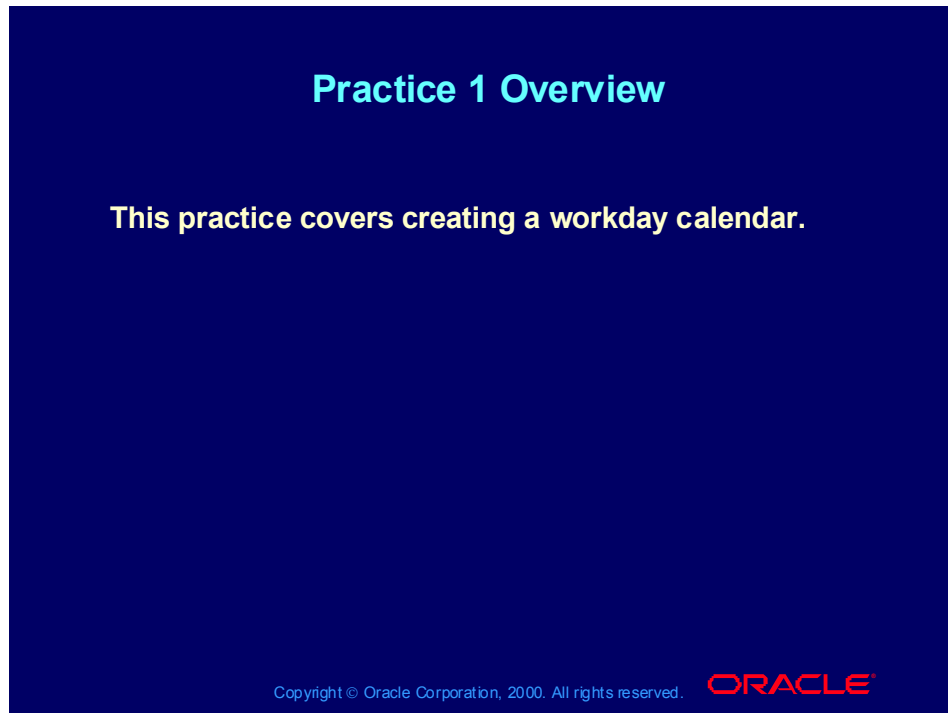 Practice 1 Overview
This practice covers creating a workday calendar.
Copyright © Oracle Corporation, 2000. All rights reserved.
ORACLE®